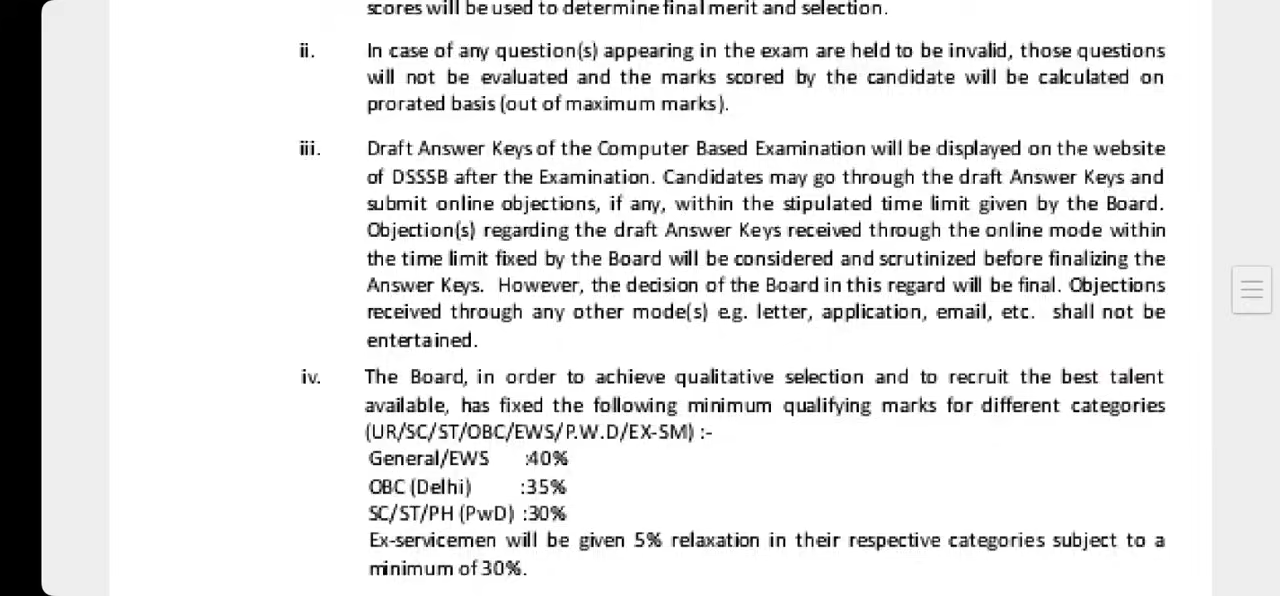 scores will be used to determine final merit and selection.
ii. In case of any question(s) appearing in the exam are held to be invalid, those questions
will not be evaluated and the marks scored by the candidate will be calculated on
prorated basis (out of maximum marks).
iii. Draft Answer Keys of the Computer Based Examination will be displayed on the website
of DSSSB after the Examination. Candidates may go through the draft Answer Keys and
submit online objections, if any, within the stipulated time limit given by the Board.
Objection(s) regarding the draft Answer Keys received through the online mode within
the time limit fixed by the Board will be considered and scrutinized before finalizing the
Answer Keys. However, the decision of the Board in this regard will be final. Objections
received through any other mode(s) e.g. letter, application, email, etc. shall not be
entertained.
iv. The Board, in order to achieve qualitative selection and to recruit the best talent
available, has fixed the following minimum qualifying marks for different categories
(UR/SC/ST/OBC/EWS/P.W.D/EX-SM) :-
General/EWS :40%
OBC (Delhi) :35%
SC/ST/PH (PwD) :30%
Ex-servicemen will be given 5% relaxation in their respective categories subject to a
minimum of 30%.